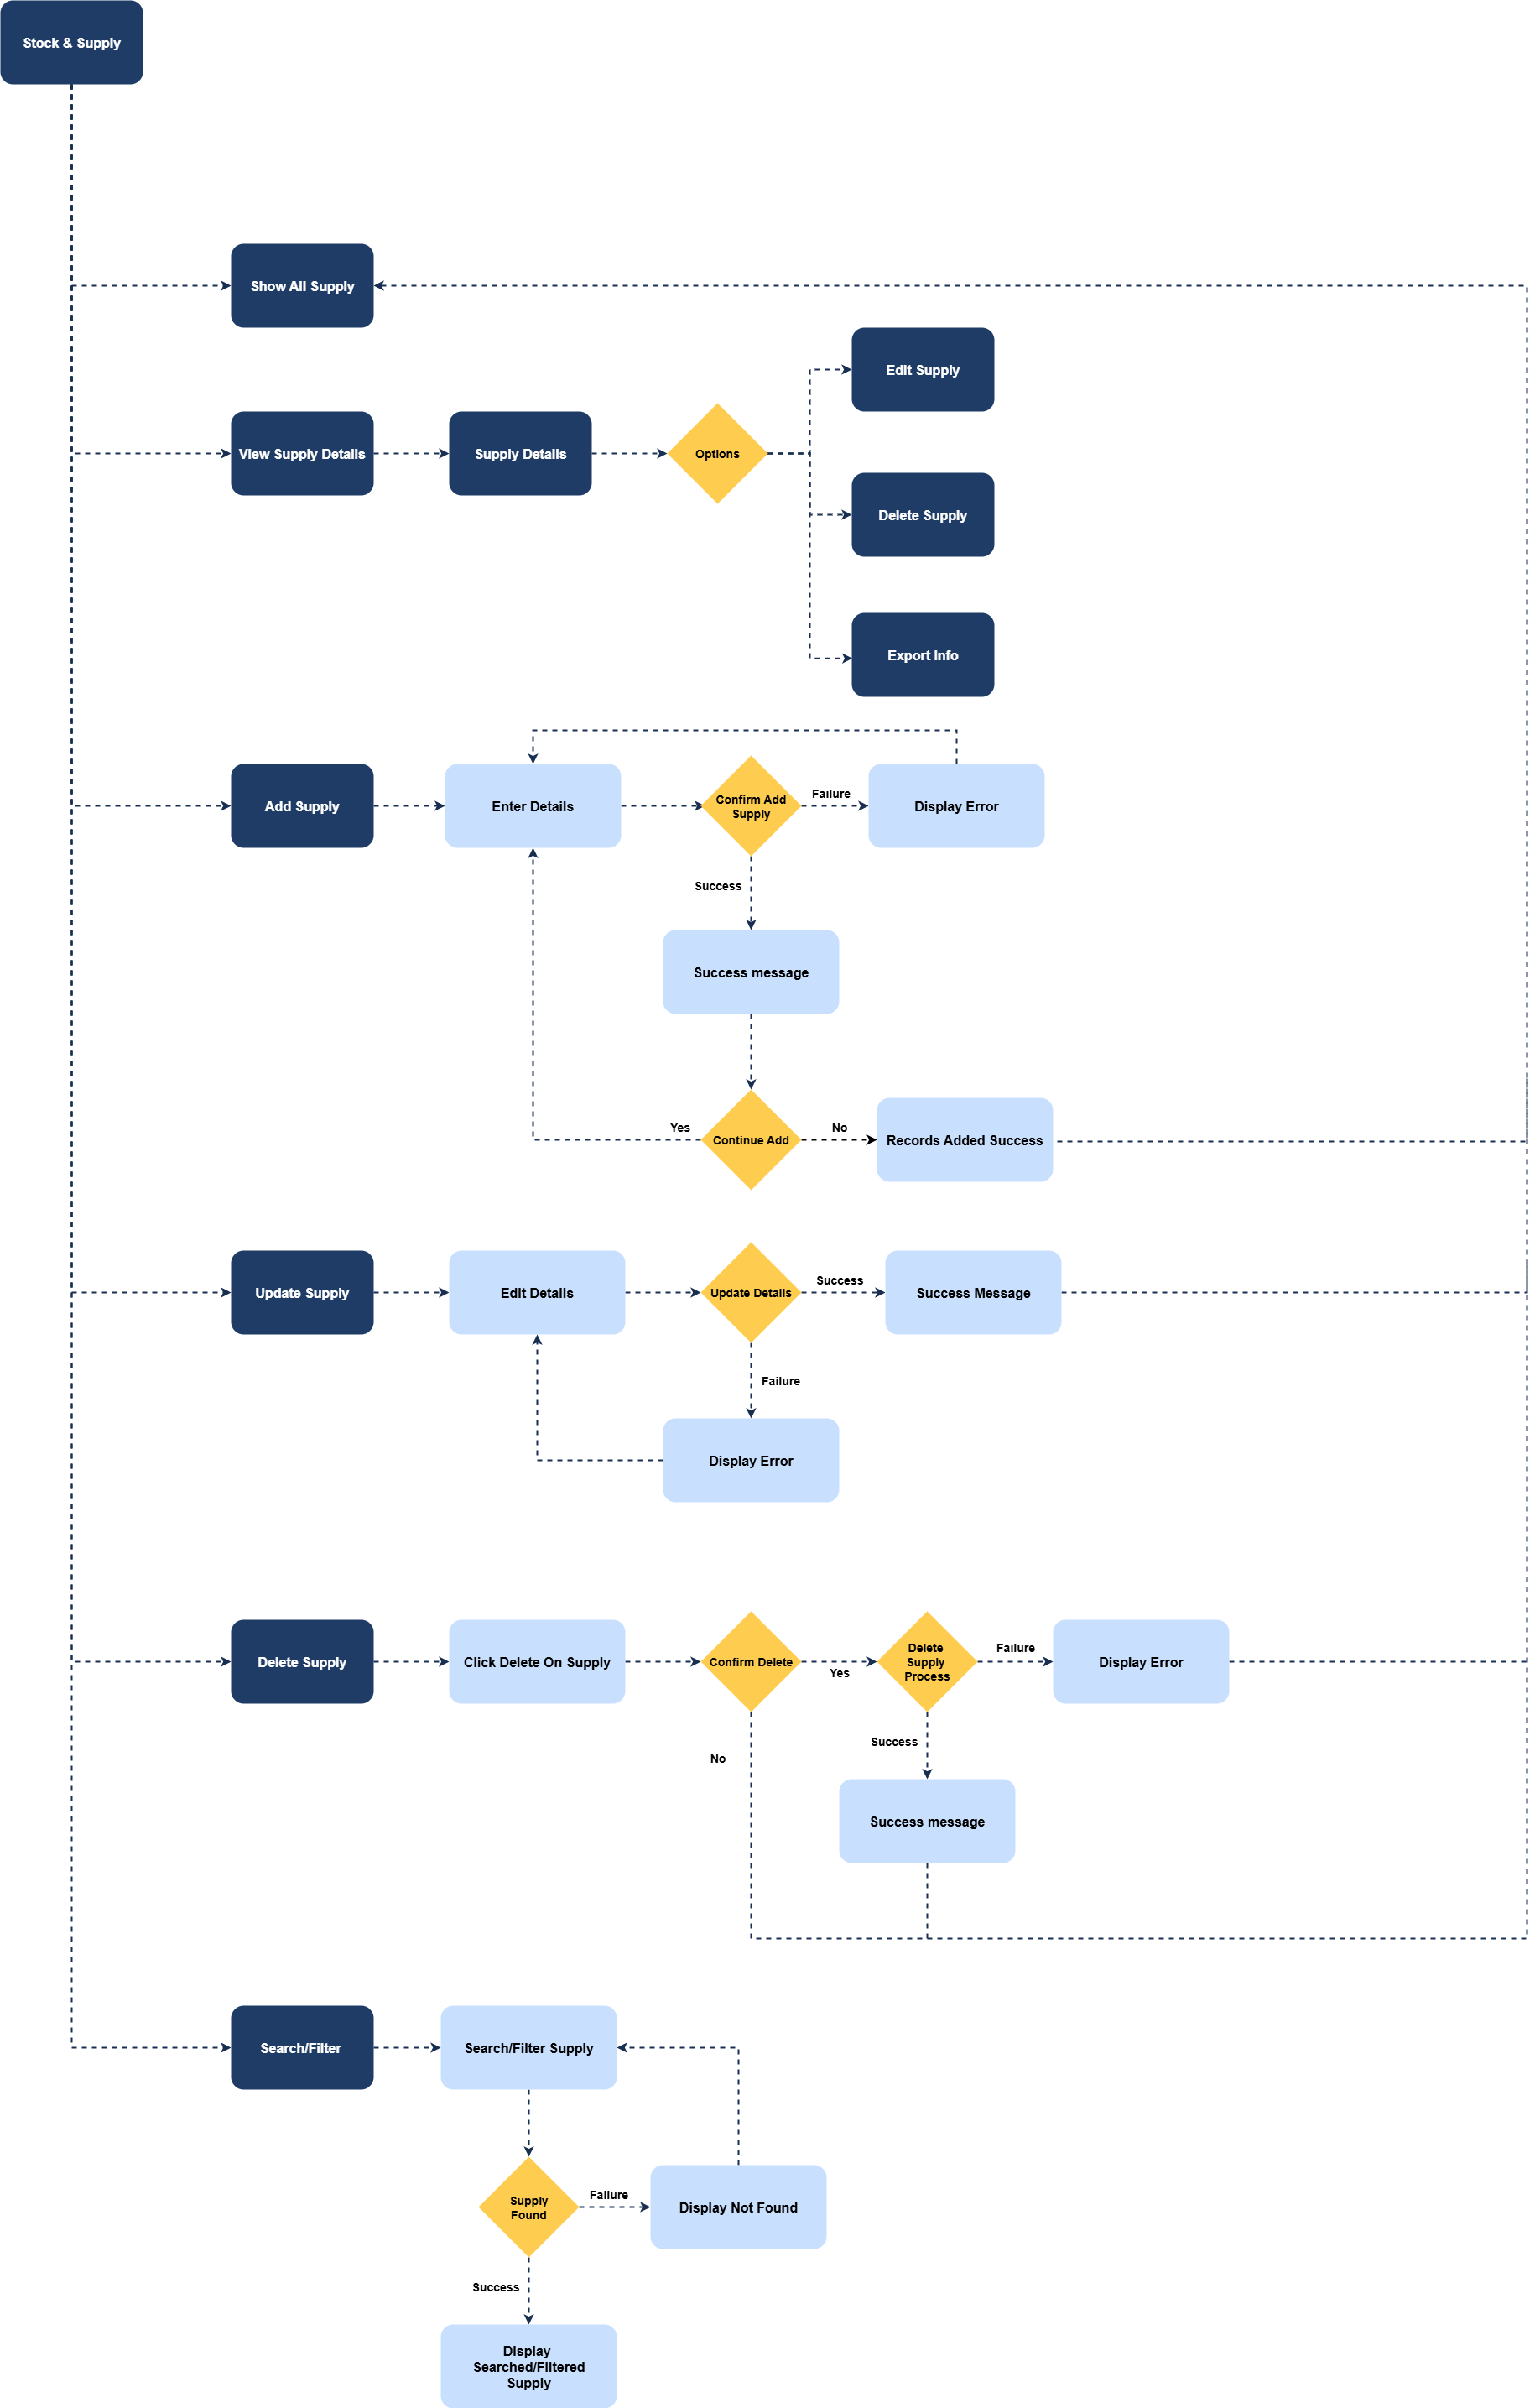 Stock & Supply
Show All Supply
Edit Supply
View Supply Details
Supply Details
Options
Delete Supply
Export Info
Add Supply
Enter Details
Confirm Add
Supply
Failure
Display Error
Success
Success message
Yes
Continue Add
No
Records Added Success
Update Supply
Edit Details
Update Details
Success
Success Message
Failure
Display Error
Delete Supply
Click Delete On Supply
Confirm Delete
Yes
Delete
Supply
Process
Failure
Display Error
No
Success
Success message
Search/Filter
Search/Filter Supply
Supply
Found
Failure
Display Not Found
Success
Display
Searched/Filtered
Supply